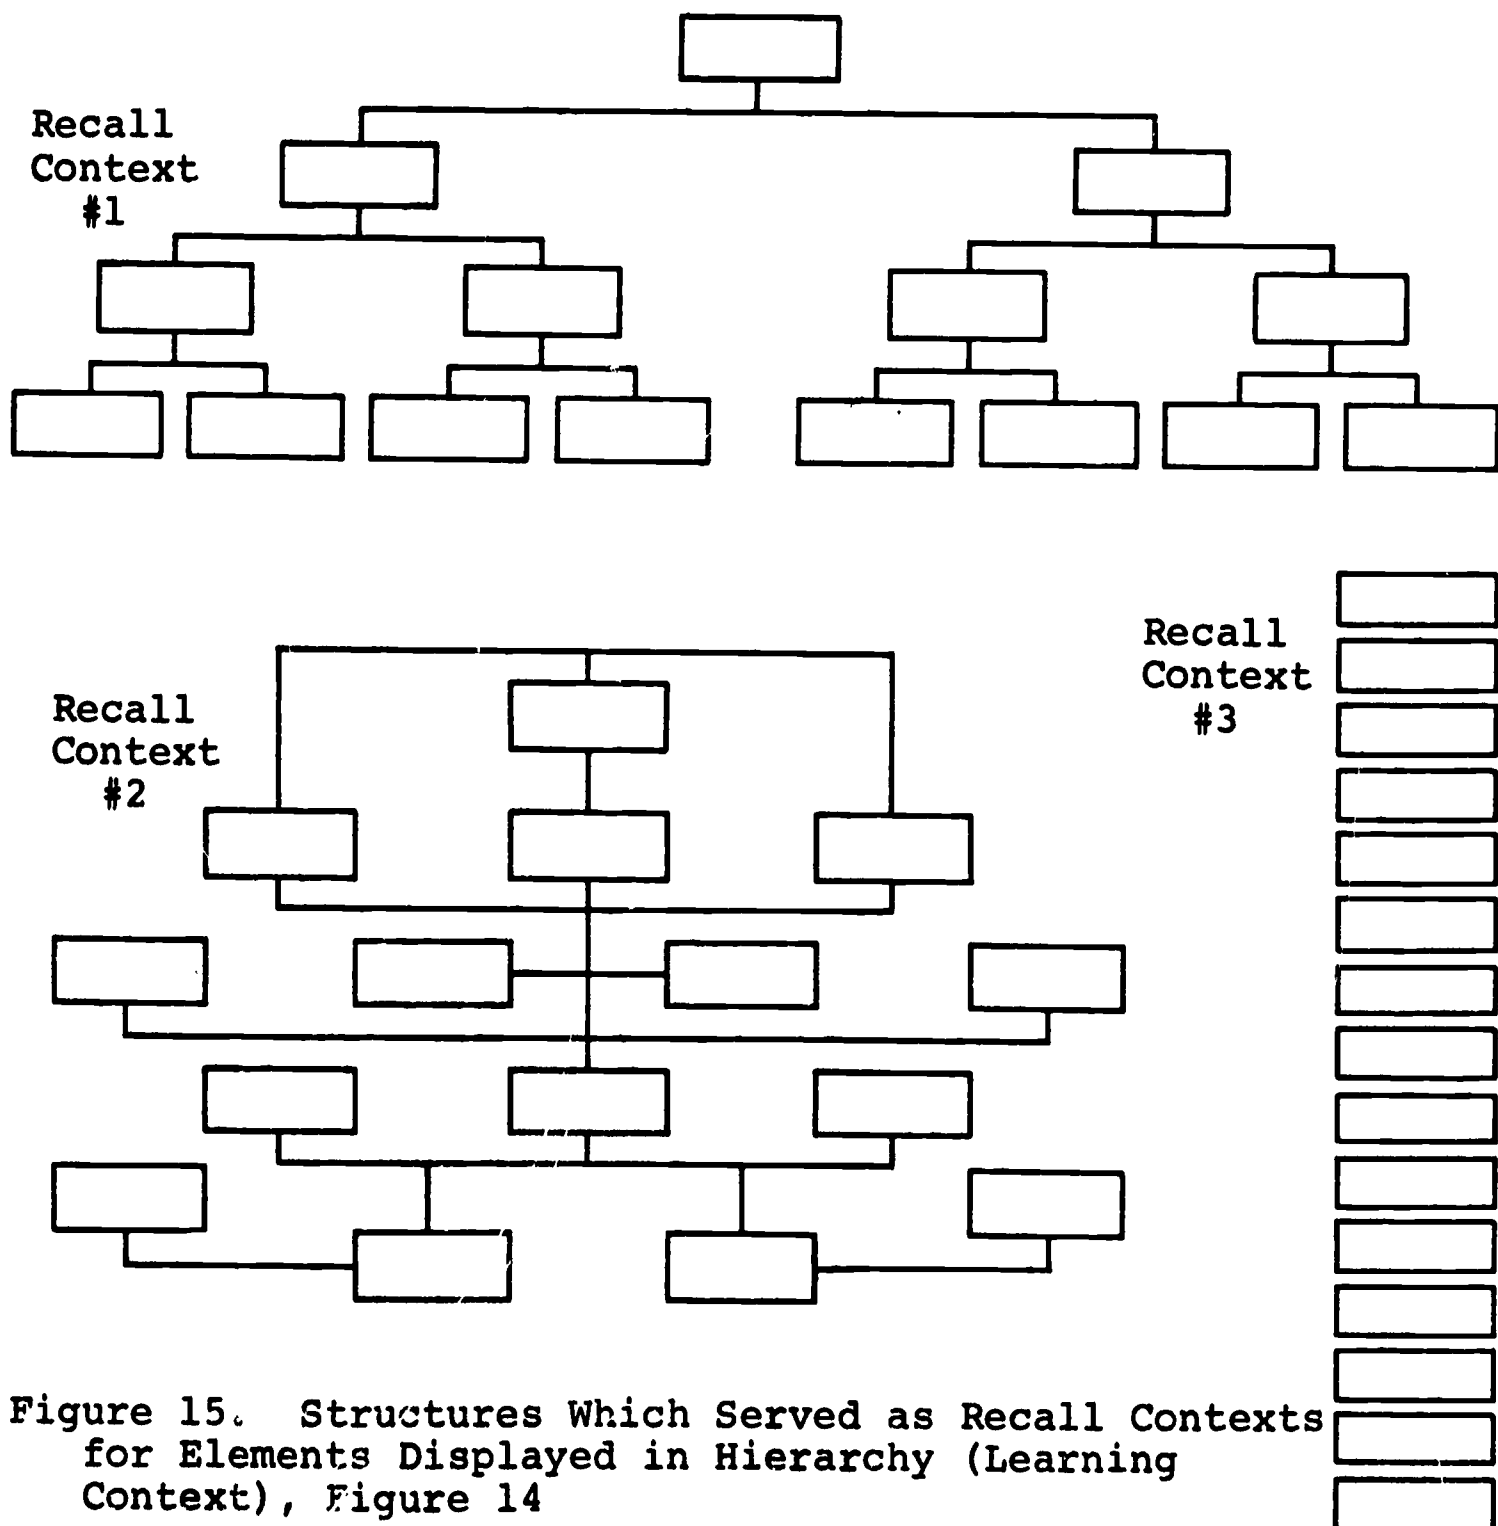 Recall
Context
#1
Recall
Context
#2
Recall
Context
#3
Figure 15. Structures Which Served as Recall Contexts
for Elements Displayed in Hierarchy (Learning
Context), Figure 14